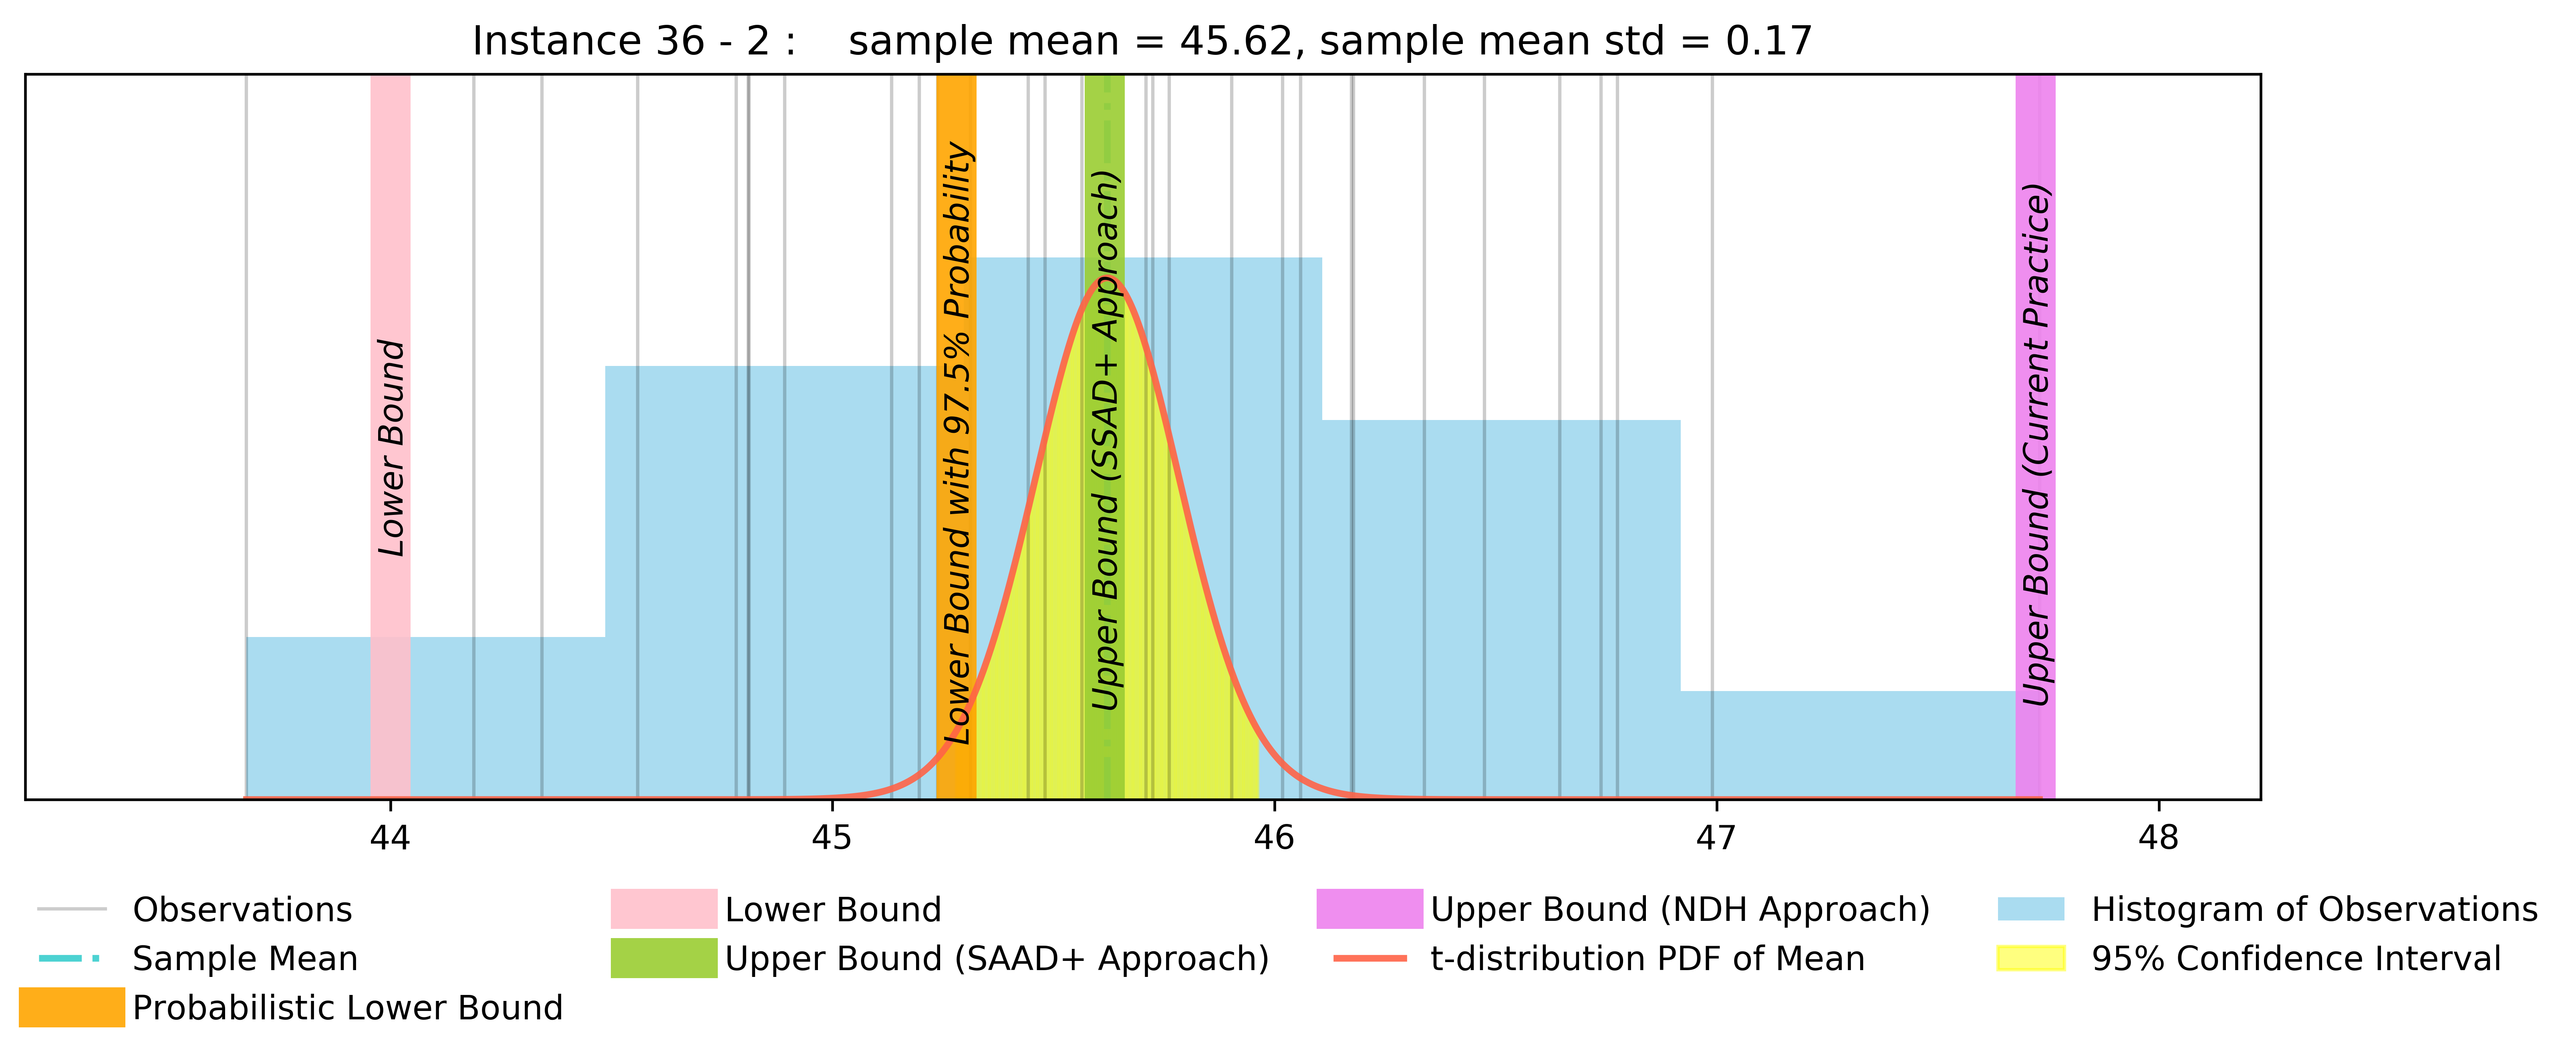 Instance 36 - 2 :    sample mean = 45.62, sample mean std = 0.17
Lower Bound
Lower Bound with 97.5% Probability
Upper Bound (SSAD+ Approach)
Upper Bound (Current Practice)
44 45 46 47 48
Observations
Sample Mean
Probabilistic Lower Bound
Lower Bound
Upper Bound (SAAD+ Approach)
Upper Bound (NDH Approach)
t-distribution PDF of Mean
Histogram of Observations
95% Confidence Interval